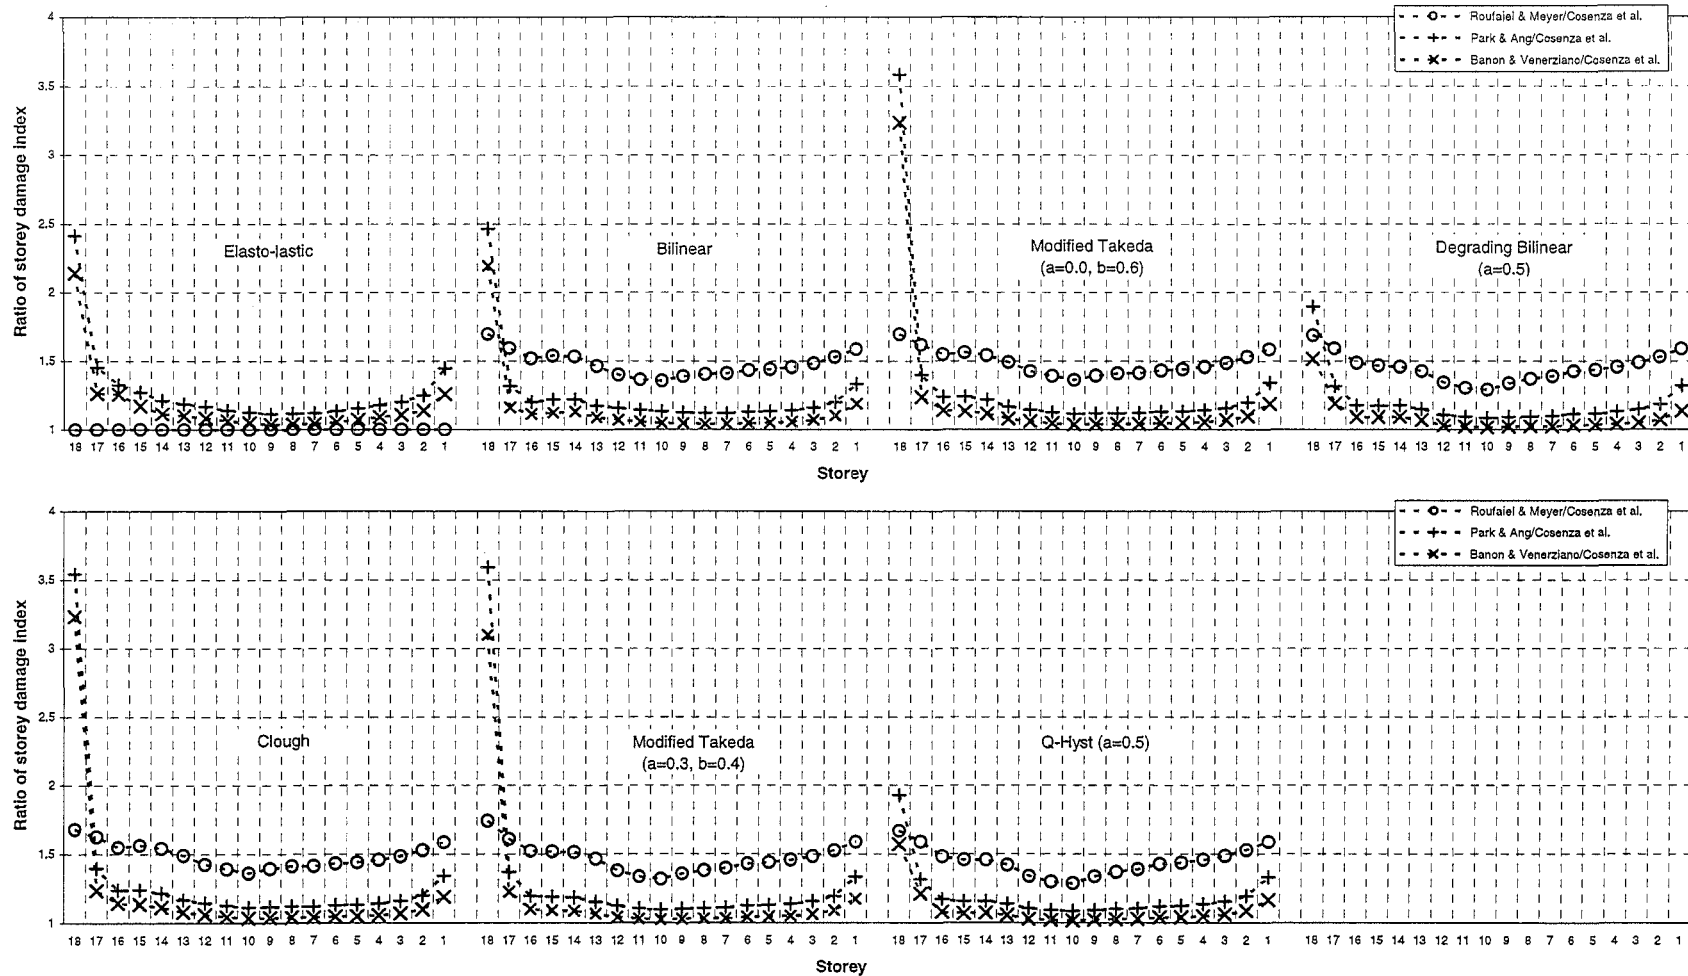 4
Roufaiel & Meyer/Cosenza et al.
Park & Ang/Cosenza et al.
Banon & Venerziano/Cosenza et al.
3.5
3
2.5
2
1.5
1
Ratio of storey damage index
Elasto-lastic
Bilinear
Modified Takeda
(a=0.0, b=0.6)
Degrading Bilinear
(a=0.5)
18 17 16 15 14 13 12 11 10 9 8 7 6 5 4 3 2 1 18 17 16 15 14 13 12 11 10 9 8 7 6 5 4 3 2 1 18 17 16 15 14 13 12 11 10 9 8 7 6 5 4 3 2 1 18 17 16 15 14 13 12 11 10 9 8 7 6 5 4 3 2 1
Storey
4
Roufaiel & Meyer/Cosenza et al.
Park & Ang/Cosenza et al.
Banon & Venerziano/Cosenza et al.
3.5
3
2.5
2
1.5
1
Ratio of storey damage index
Clough
Modified Takeda
(a=0.3, b=0.4)
Q-Hyst (a=0.5)
18 17 16 15 14 13 12 11 10 9 8 7 6 5 4 3 2 1 18 17 16 15 14 13 12 11 10 9 8 7 6 5 4 3 2 1 18 17 16 15 14 13 12 11 10 9 8 7 6 5 4 3 2 1 18 17 16 15 14 13 12 11 10 9 8 7 6 5 4 3 2 1
Storey